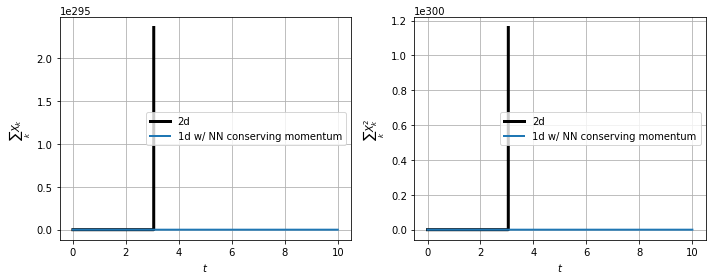 1e295
2.0
1.5
1.0
0.5
0.0
∑ₖ Xₖ
2d
1d w/ NN conserving momentum
0 2 4 6 8 10
t
1e300
1.2
1.0
0.8
0.6
0.4
0.2
0.0
∑ₖ Xₖ²
2d
1d w/ NN conserving momentum
0 2 4 6 8 10
t